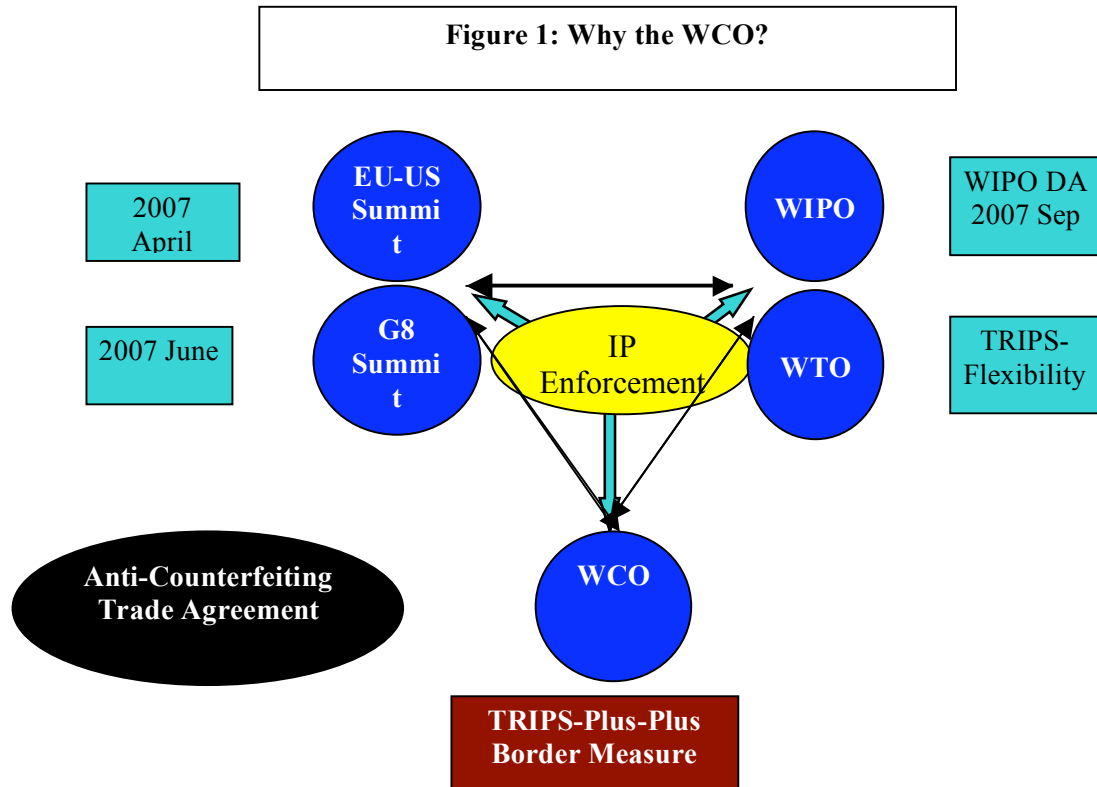 Figure 1: Why the WCO?
2007
April
EU-US
Summi
t
WIPO
WIPO DA
2007 Sep
2007 June
G8
Summi
t
IP
Enforcement
WTO
TRIPS-
Flexibility
Anti-Counterfeiting
Trade Agreement
WCO
TRIPS-Plus-Plus
Border Measure